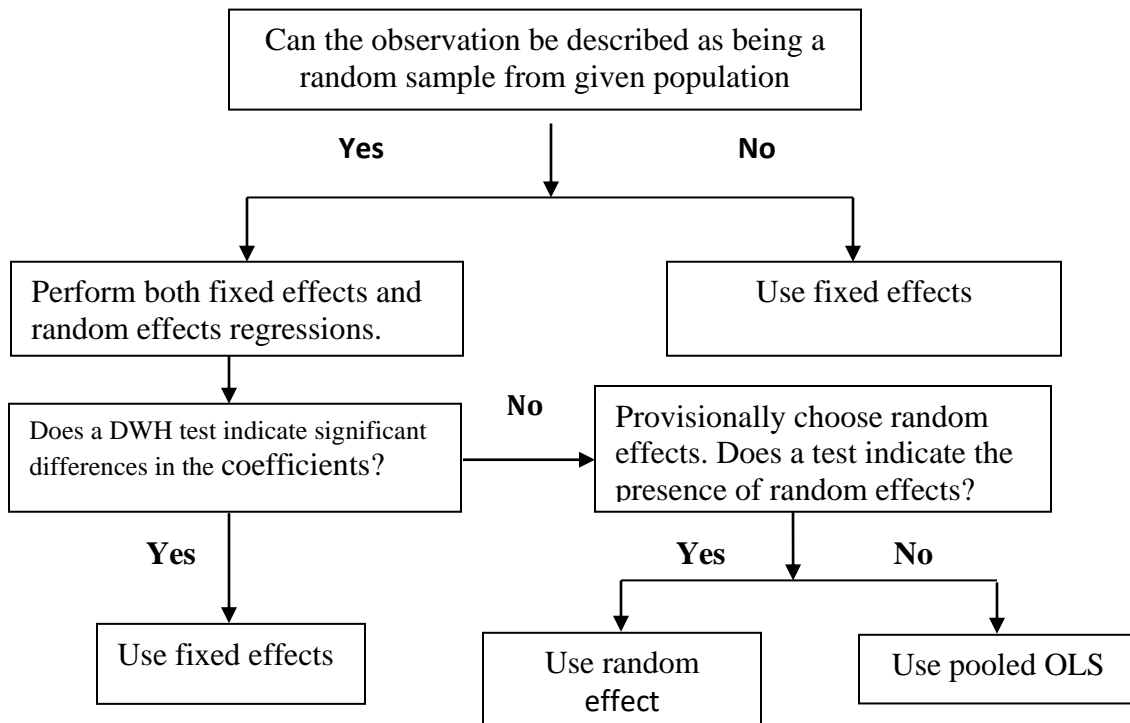 Can the observation be described as being a
random sample from given population
Yes
No
Perform both fixed effects and
random effects regressions.
Use fixed effects
Does a DWH test indicate significant
differences in the coefficients?
No
Provisionally choose random
effects. Does a test indicate the
presence of random effects?
Yes
Yes
No
Use fixed effects
Use random
effect
Use pooled OLS